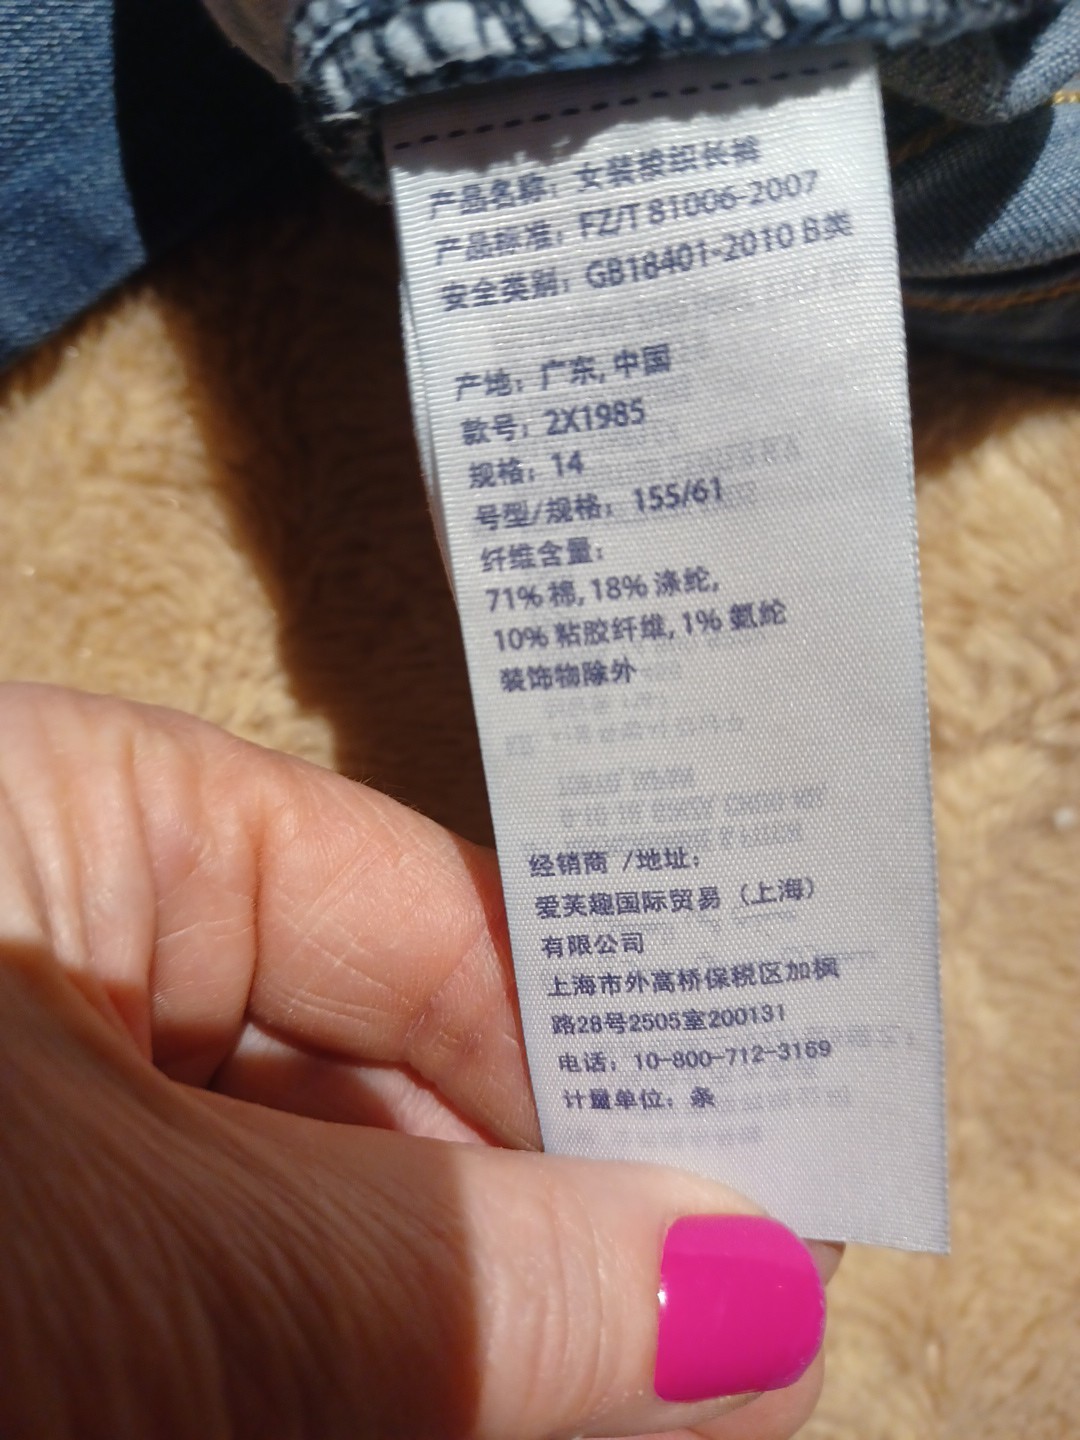 产品名称：女装梭织长裤
产品标准：FZ/T 81006-2007
安全类别：GB18401-2010 B类
产地：广东, 中国
款号：2X1985
规格：14
号型/规格：155/61
纤维含量：
71% 棉, 18% 涤纶,
10% 粘胶纤维, 1% 氨纶
装饰物除外
经销商 /地址：
爱芙趣国际贸易（上海）
有限公司
上海市外高桥保税区加枫
路28号2505室200131
电话：10-800-712-3169
计量单位：条